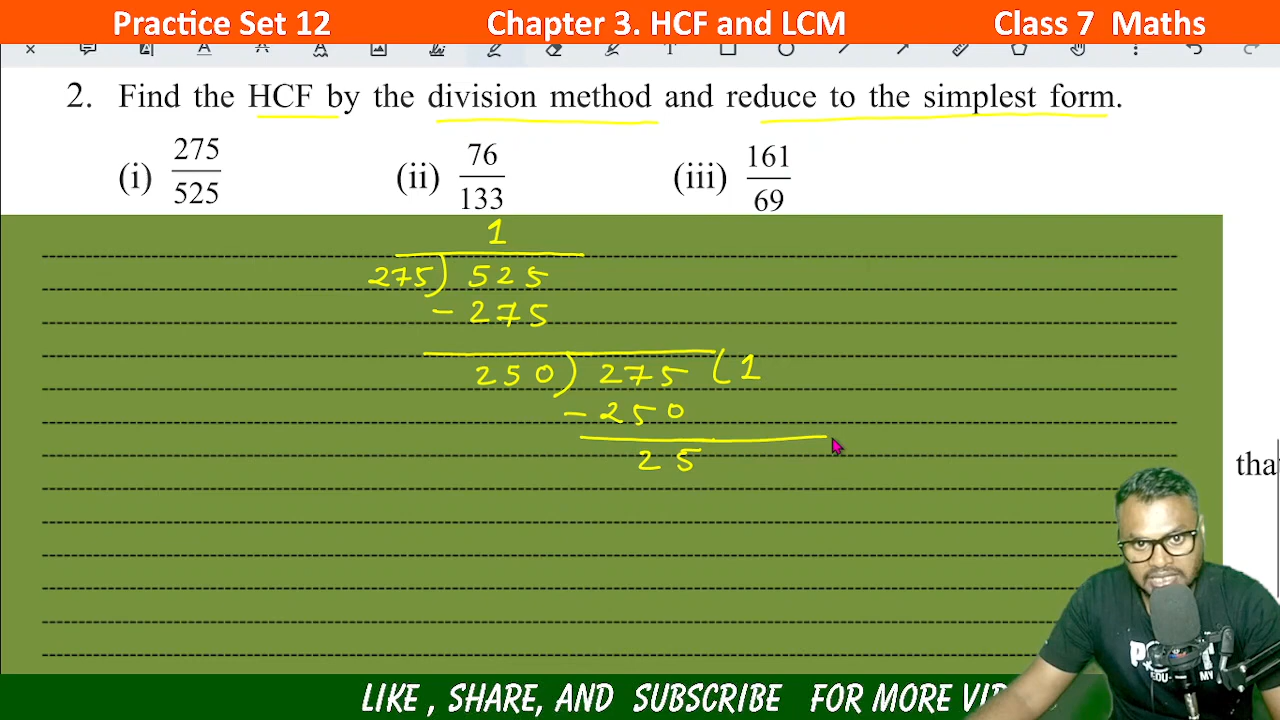 Practice Set 12 Chapter 3. HCF and LCM Class 7 Maths
2. Find the HCF by the division method and reduce to the simplest form.
(i) 275/525 (ii) 76/133 (iii) 161/69
1
275 ) 525
- 275
250 ) 275 ( 1
- 250
25
tha
LIKE , SHARE, AND SUBSCRIBE FOR MORE